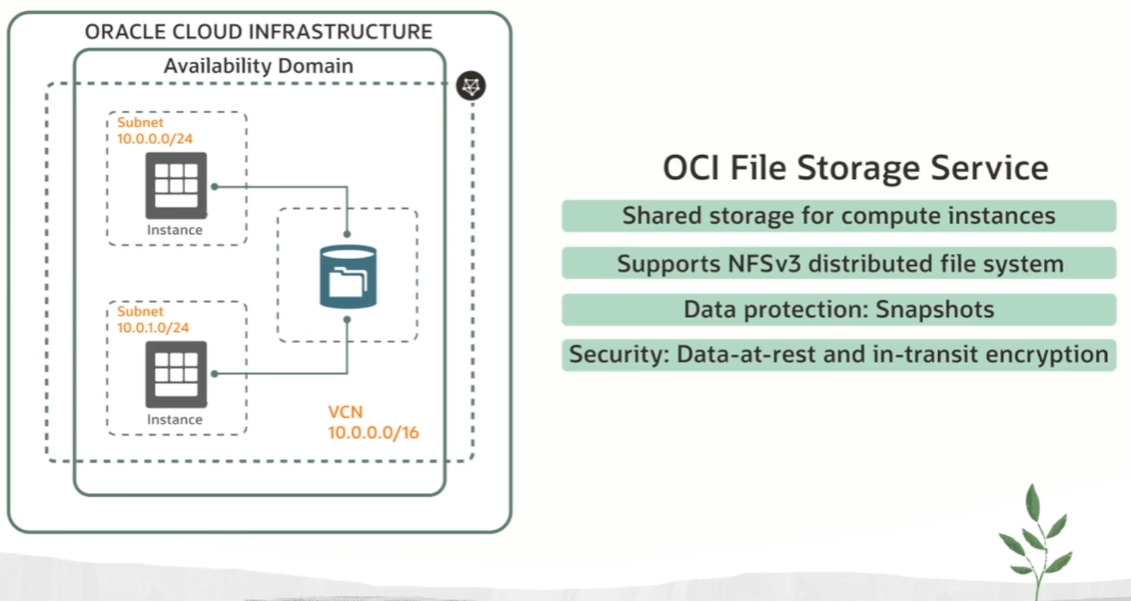 ORACLE CLOUD INFRASTRUCTURE
Availability Domain
Subnet
10.0.0.0/24
Instance
Subnet
10.0.1.0/24
Instance
VCN
10.0.0.0/16
OCI File Storage Service
Shared storage for compute instances
Supports NFSv3 distributed file system
Data protection: Snapshots
Security: Data-at-rest and in-transit encryption